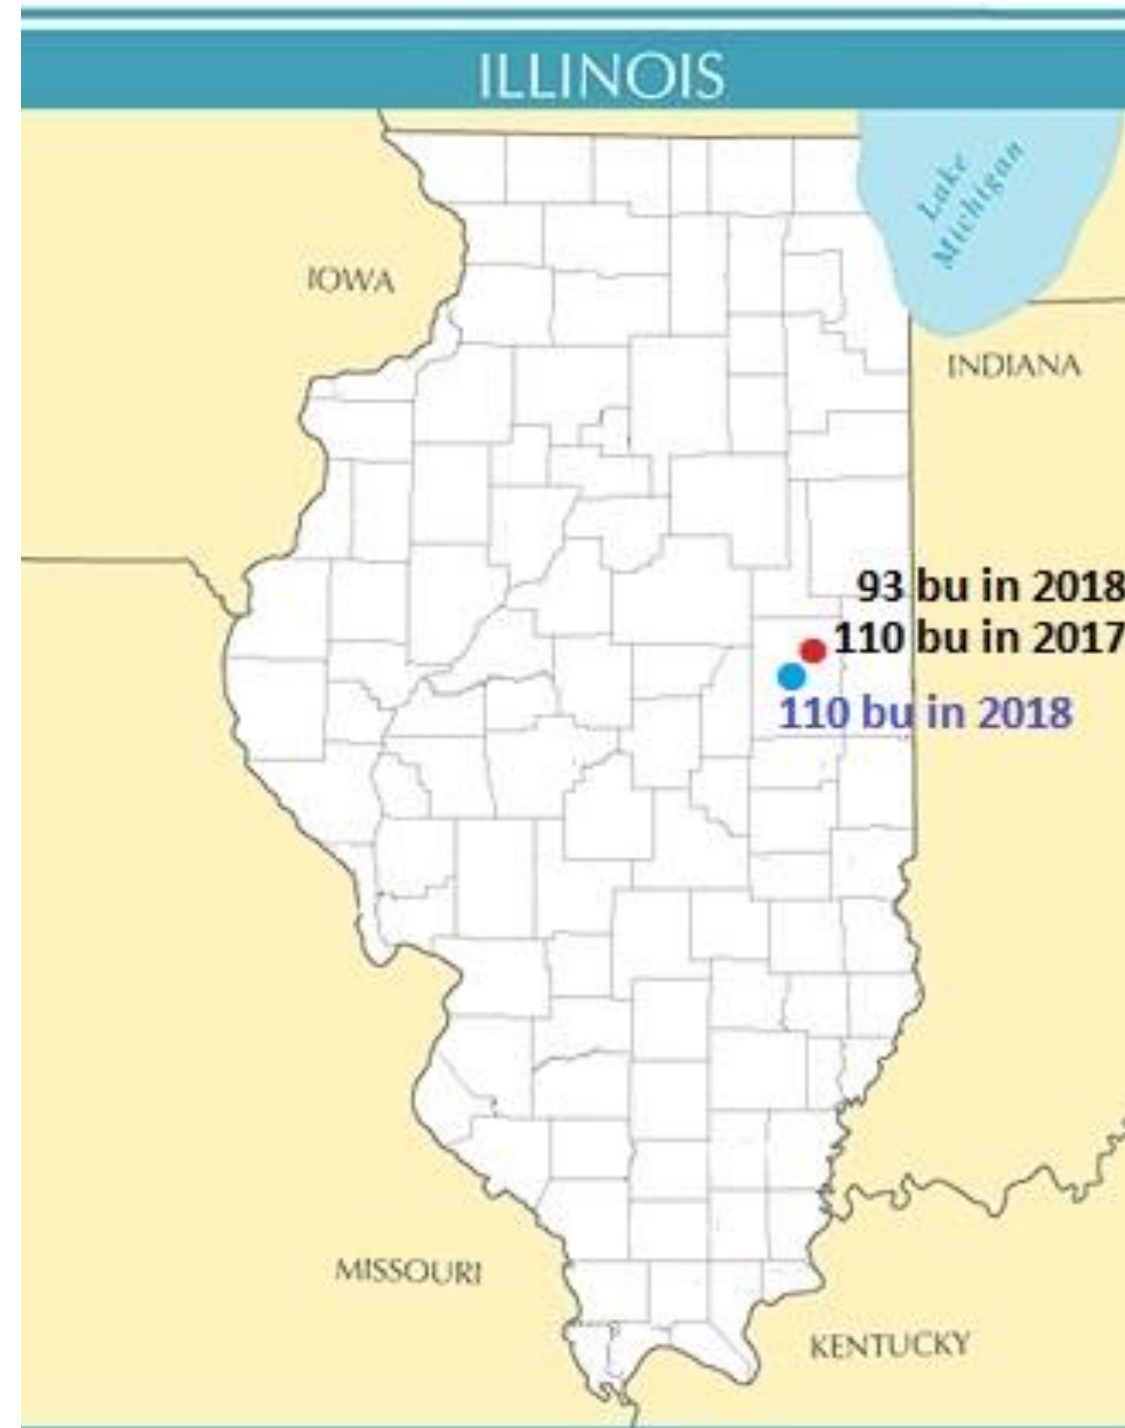 ILLINOIS
Lake
Michigan
IOWA
INDIANA
93 bu in 2018
110 bu in 2017
110 bu in 2018
MISSOURI
KENTUCKY